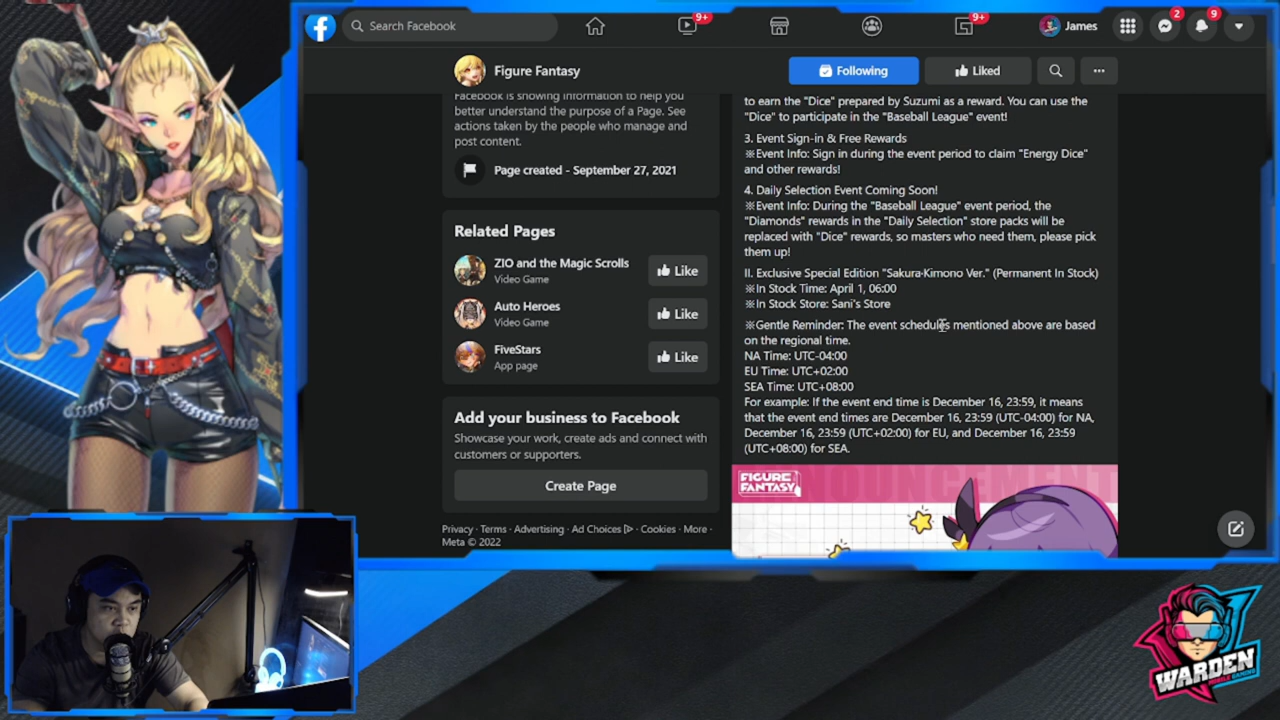 Search Facebook
9+
9+
James
2
9
Figure Fantasy
Following
Liked
Facebook is showing information to help you
better understand the purpose of a Page. See
actions taken by the people who manage and
post content.
Page created - September 27, 2021
Related Pages
ZIO and the Magic Scrolls
Video Game
Like
Auto Heroes
Video Game
Like
FiveStars
App page
Like
Add your business to Facebook
Showcase your work, create ads and connect with
customers or supporters.
Create Page
Privacy · Terms · Advertising · Ad Choices · Cookies · More ·
Meta © 2022
to earn the "Dice" prepared by Suzumi as a reward. You can use the
"Dice" to participate in the "Baseball League" event!
3. Event Sign-in & Free Rewards
※Event Info: Sign in during the event period to claim "Energy Dice"
and other rewards!
4. Daily Selection Event Coming Soon!
※Event Info: During the "Baseball League" event period, the
"Diamonds" rewards in the "Daily Selection" store packs will be
replaced with "Dice" rewards, so masters who need them, please pick
them up!
II. Exclusive Special Edition "Sakura·Kimono Ver." (Permanent In Stock)
※In Stock Time: April 1, 06:00
※In Stock Store: Sani's Store
※Gentle Reminder: The event schedules mentioned above are based
on the regional time.
NA Time: UTC-04:00
EU Time: UTC+02:00
SEA Time: UTC+08:00
For example: If the event end time is December 16, 23:59, it means
that the event end times are December 16, 23:59 (UTC-04:00) for NA,
December 16, 23:59 (UTC+02:00) for EU, and December 16, 23:59
(UTC+08:00) for SEA.
FIGURE
FANTASY
ANNOUNCEMENT
WARDEN
MOBILE GAMING